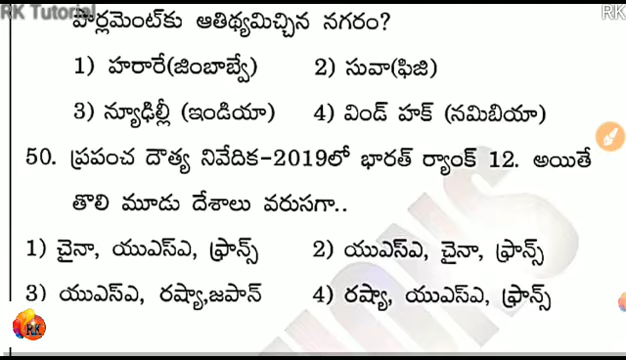 RK Tutorial
RK
పార్లమెంట్‌కు ఆతిథ్యమిచ్చిన నగరం?
1) హరారే(జింబాబ్వే) 2) సువా(ఫిజి)
3) న్యూఢిల్లీ (ఇండియా) 4) విండ్ హక్ (నమిబియా)
50. ప్రపంచ దౌత్య నివేదిక-2019లో భారత్ ర్యాంక్ 12. అయితే
తొలి మూడు దేశాలు వరుసగా..
1) చైనా, యుఎస్ఎ, ఫ్రాన్స్ 2) యుఎస్ఎ, చైనా, ఫ్రాన్స్
3) యుఎస్ఎ, రష్యా,జపాన్ 4) రష్యా, యుఎస్ఎ, ఫ్రాన్స్
RK